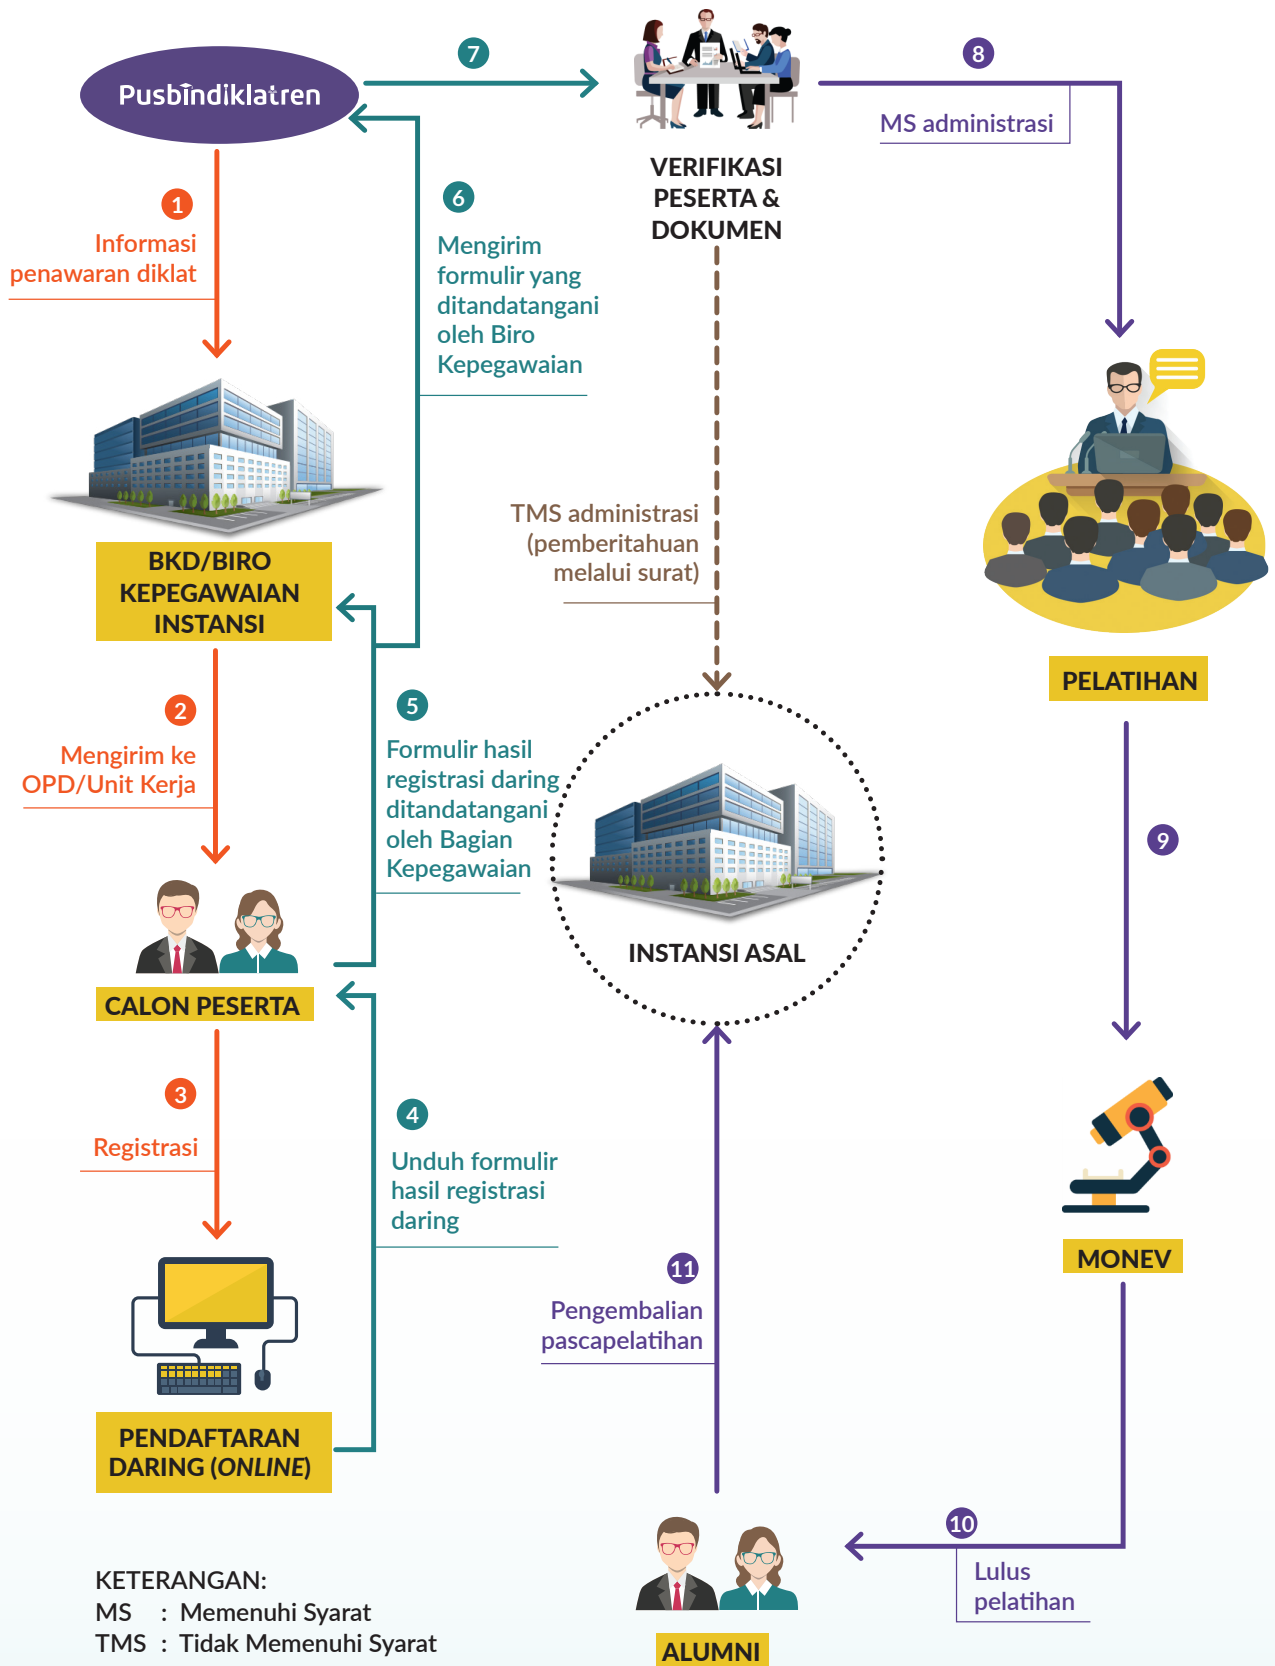 Pusbindiklatren
7
8
MS administrasi
VERIFIKASI
PESERTA &
DOKUMEN
1
Informasi
penawaran diklat
6
Mengirim
formulir yang
ditandatangani
oleh Biro
Kepegawaian
BKD/BIRO
KEPEGAWAIAN
INSTANSI
TMS administrasi
(pemberitahuan
melalui surat)
PELATIHAN
2
Mengirim ke
OPD/Unit Kerja
5
Formulir hasil
registrasi daring
ditandatangani
oleh Bagian
Kepegawaian
9
INSTANSI ASAL
CALON PESERTA
3
Registrasi
4
Unduh formulir
hasil registrasi
daring
MONEV
11
Pengembalian
pascapelatihan
PENDAFTARAN
DARING (ONLINE)
10
Lulus
pelatihan
ALUMNI
KETERANGAN:
MS : Memenuhi Syarat
TMS : Tidak Memenuhi Syarat